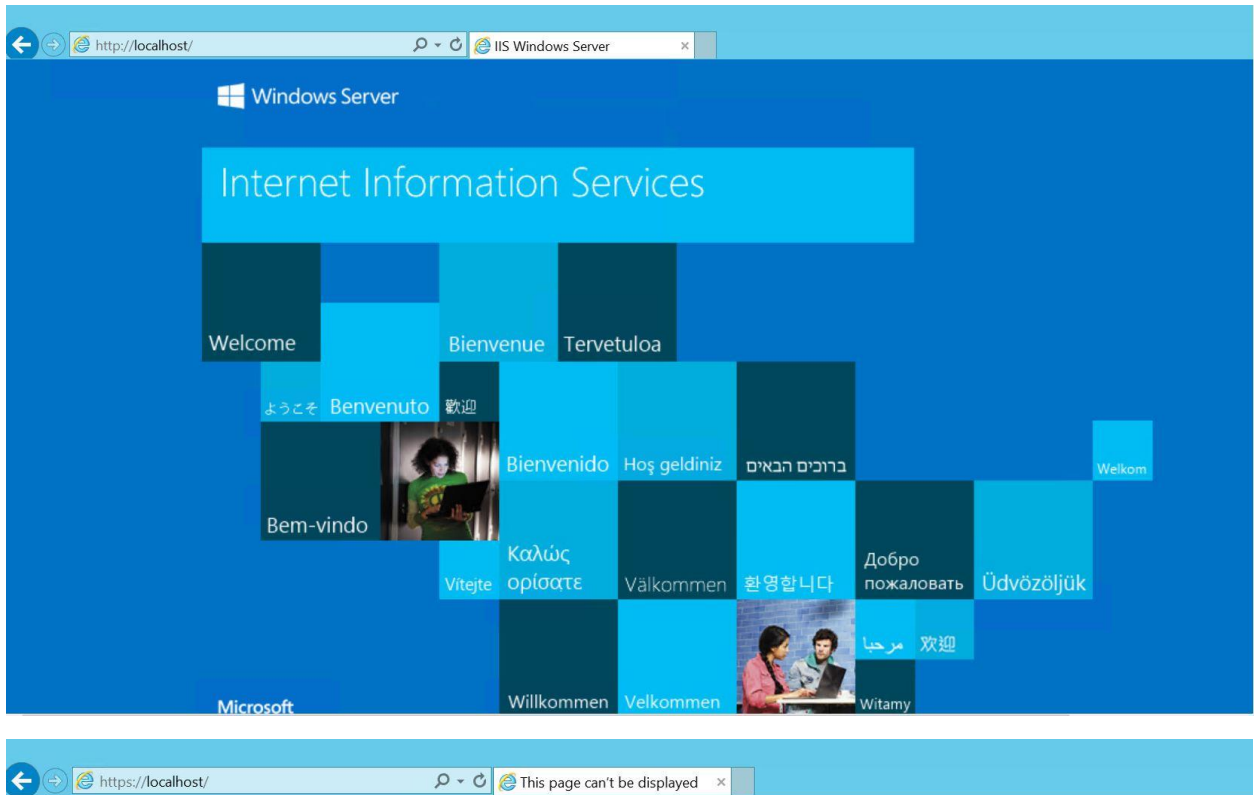 http://localhost/
IIS Windows Server
Windows Server
Internet Information Services
Welcome
Bienvenue
Tervetuloa
ようこそ
Benvenuto
歡迎
Bienvenido
Hoş geldiniz
ברוכים הבאים
Welkom
Bem-vindo
Vítejte
Καλώς
ορίσατε
Välkommen
환영합니다
Добро
пожаловать
Üdvözöljük
مرحبا
欢迎
Microsoft
Willkommen
Velkommen
Witamy
https://localhost/
This page can't be displayed